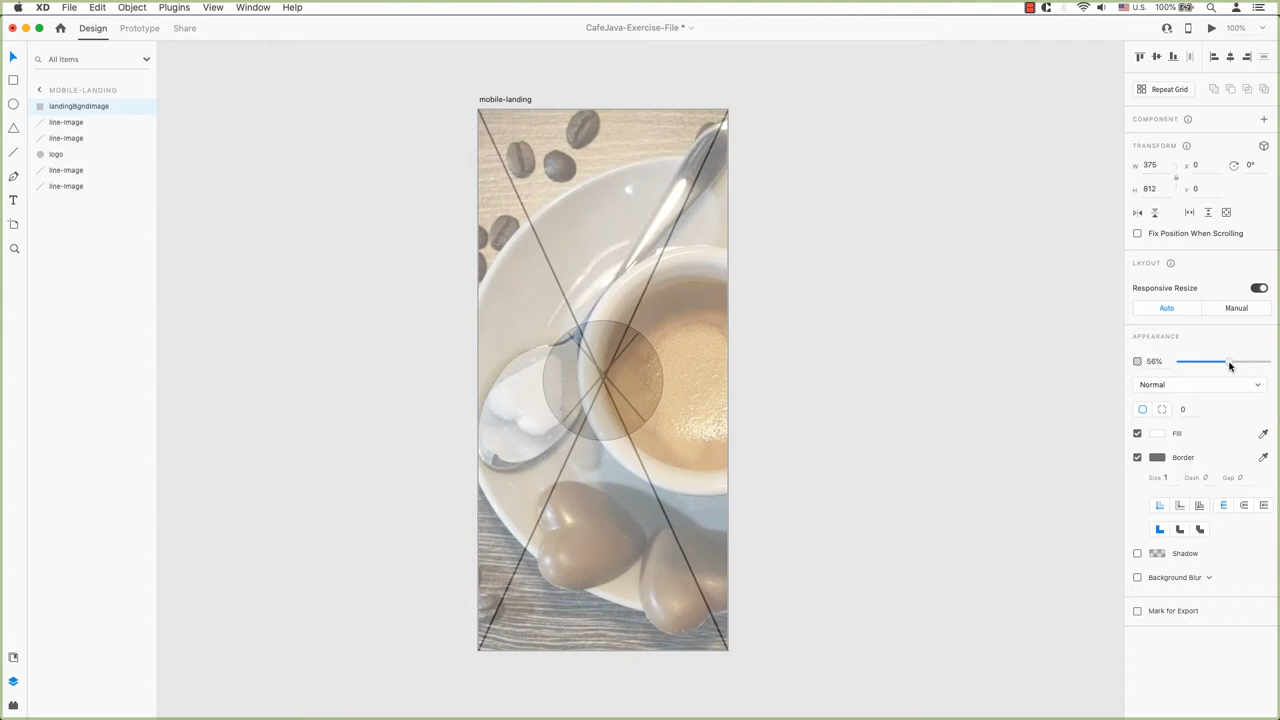 XD File Edit Object Plugins View Window Help
U.S. 100%
Design Prototype Share
CafeJava-Exercise-File *
100%
All Items
MOBILE-LANDING
landingBgndImage
line-image
line-image
logo
line-image
line-image
mobile-landing
Repeat Grid
COMPONENT
TRANSFORM
W 375 X 0 0°
H 812 Y 0
Fix Position When Scrolling
LAYOUT
Responsive Resize
Auto Manual
APPEARANCE
56%
Normal
0
Fill
Border
Size 1 Dash 0 Gap 0
Shadow
Background Blur
Mark for Export